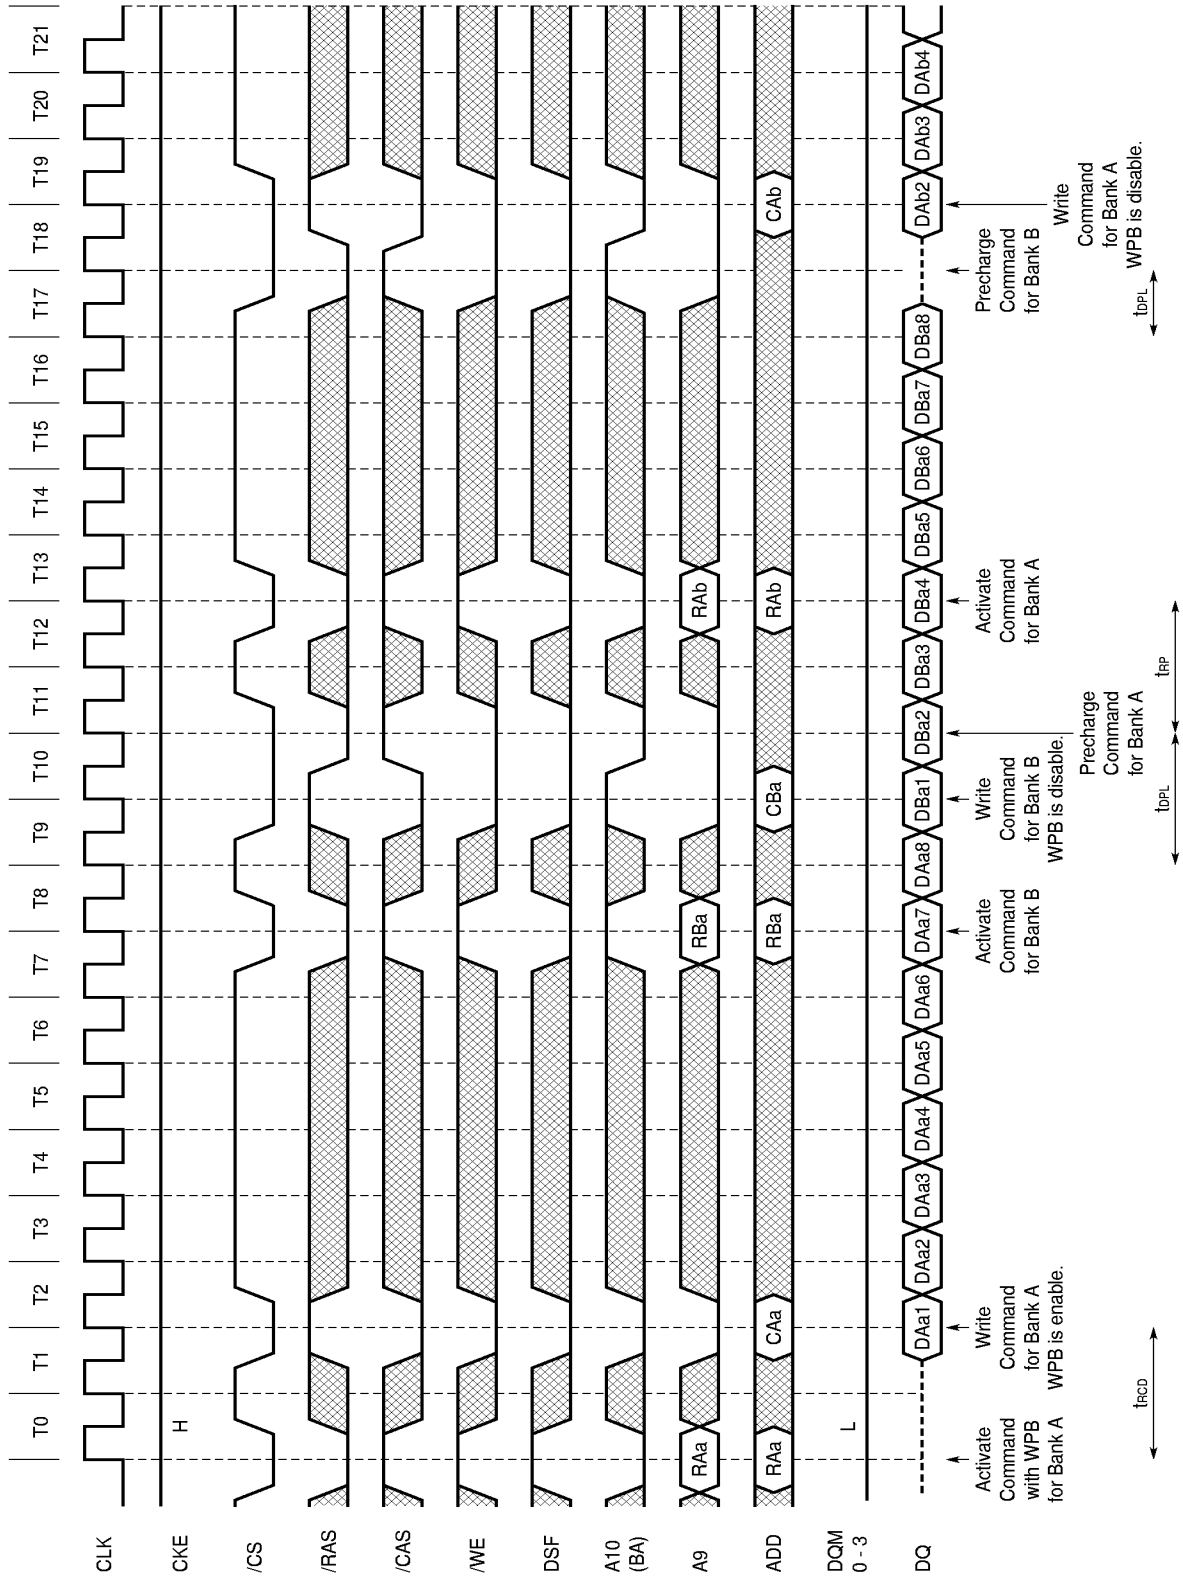 T0 T1 T2 T3 T4 T5 T6 T7 T8 T9 T10 T11 T12 T13 T14 T15 T16 T17 T18 T19 T20 T21
CLK
CKE
H
/CS
/RAS
/CAS
/WE
DSF
A10
(BA)
A9
RAa RBa RAb
ADD
RAa CAa RBa CBa RAb CAb
DQM
0 - 3
L
DQ
DAa1 DAa2 DAa3 DAa4 DAa5 DAa6 DAa7 DAa8 DBa1 DBa2 DBa3 DBa4 DBa5 DBa6 DBa7 DBa8 DAb2 DAb3 DAb4
Activate
Command
with WPB
for Bank A
Write
Command
for Bank A
WPB is enable.
Activate
Command
for Bank B
Write
Command
for Bank B
WPB is disable.
Precharge
Command
for Bank A
Activate
Command
for Bank A
Precharge
Command
for Bank B
Write
Command
for Bank A
WPB is disable.
tRCD
tDPL
tRP
tDPL